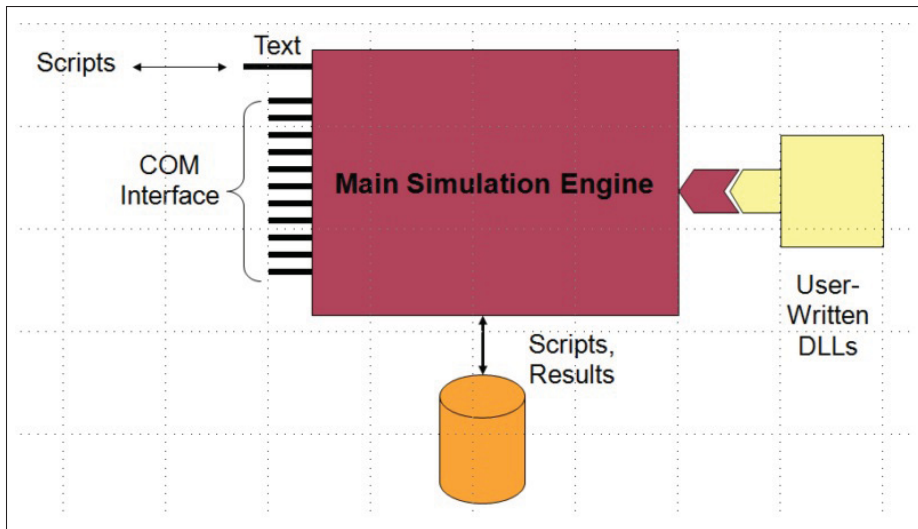 Text
Scripts
COM
Interface
Main Simulation Engine
User-
Written
DLLs
Scripts,
Results